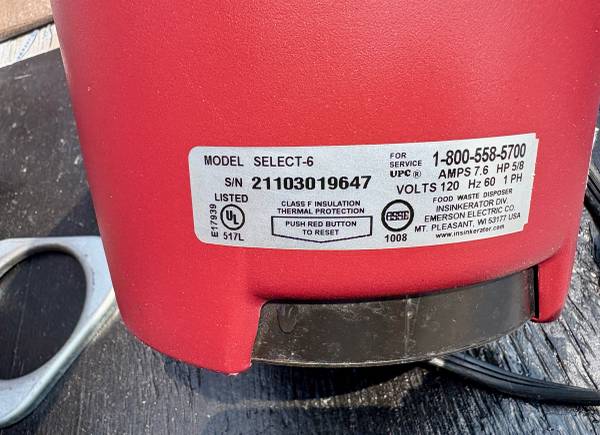 MODEL SELECT-6
S/N 21103019647
LISTED
E17939
UL
517L
CLASS F INSULATION
THERMAL PROTECTION
PUSH RED BUTTON
TO RESET
FOR
SERVICE
1-800-558-5700
UPC®
AMPS 7.6 HP 5/8
VOLTS 120 Hz 60 1 PH
ASSE
1008
FOOD WASTE DISPOSER
INSINKERATOR DIV.
EMERSON ELECTRIC CO.
MT. PLEASANT, WI 53177 USA
www.insinkerator.com